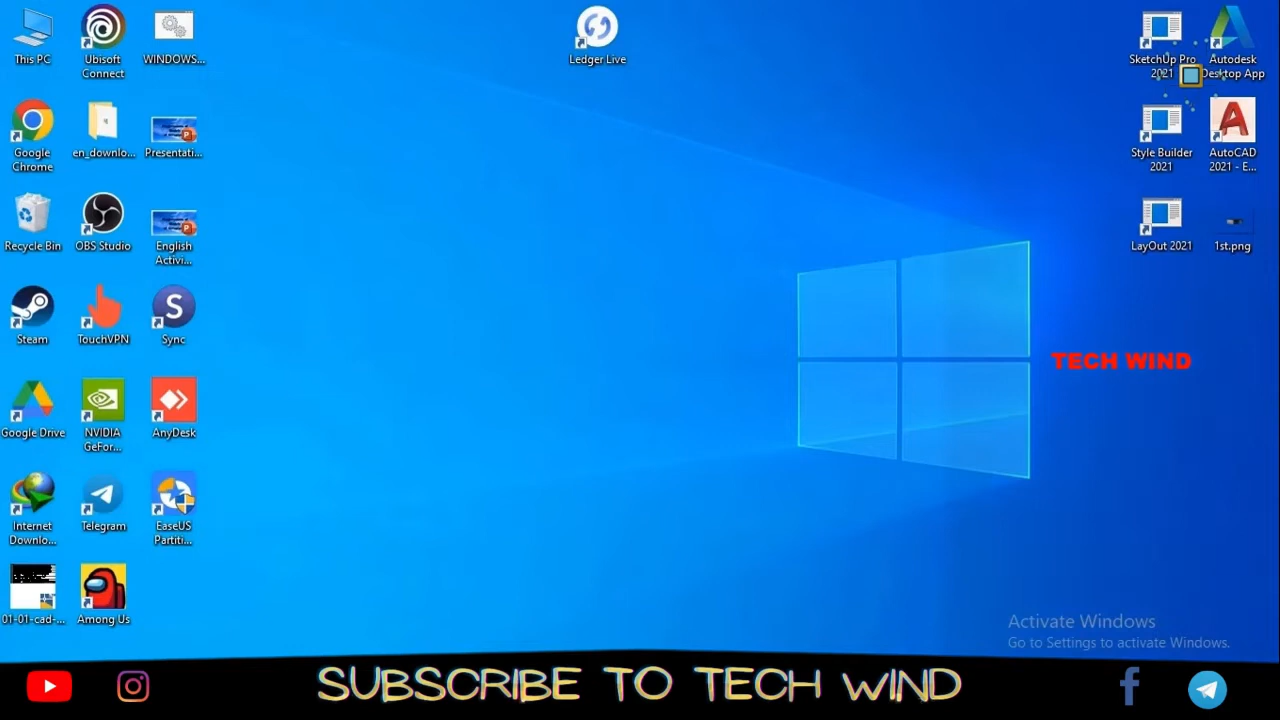 This PC
Ubisoft
Connect
WINDOWS...
Ledger Live
SketchUp Pro
2021
Autodesk
Desktop App
Google
Chrome
en_downlo...
Presentati...
Style Builder
2021
AutoCAD
2021 - E...
Recycle Bin
OBS Studio
English
Activi...
LayOut 2021
1st.png
Steam
TouchVPN
S
Sync
TECH WIND
Google Drive
NVIDIA
GeFor...
AnyDesk
Internet
Downlo...
Telegram
EaseUS
Partiti...
01-01-cad-...
Among Us
Activate Windows
Go to Settings to activate Windows.
SUBSCRIBE TO TECH WIND